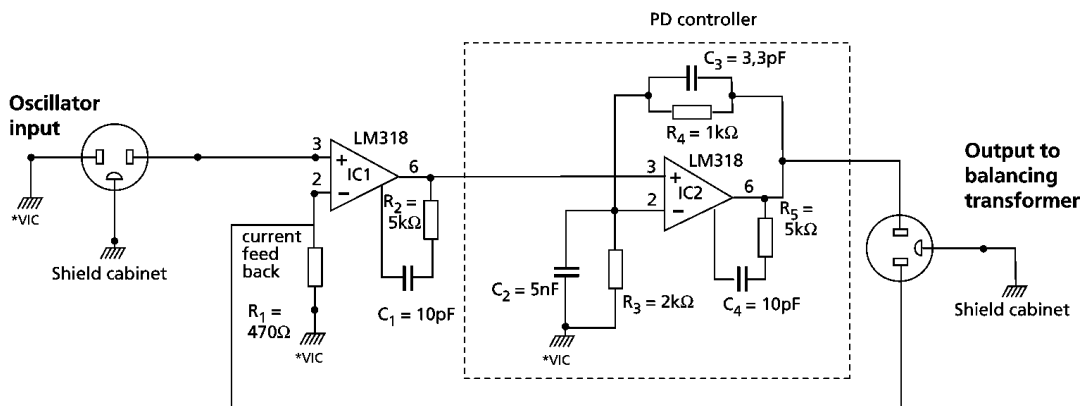 PD controller
C3 = 3,3pF
R4 = 1kΩ
Oscillator
input
LM318
3
+
IC1
6
2
−
*VIC
Shield cabinet
current
feed
back
R1 =
470Ω
*VIC
R2 =
5kΩ
C1 = 10pF
LM318
3
+
IC2
6
2
−
C2 = 5nF
R3 = 2kΩ
*VIC
R5 =
5kΩ
C4 = 10pF
Output to
balancing
transformer
Shield cabinet